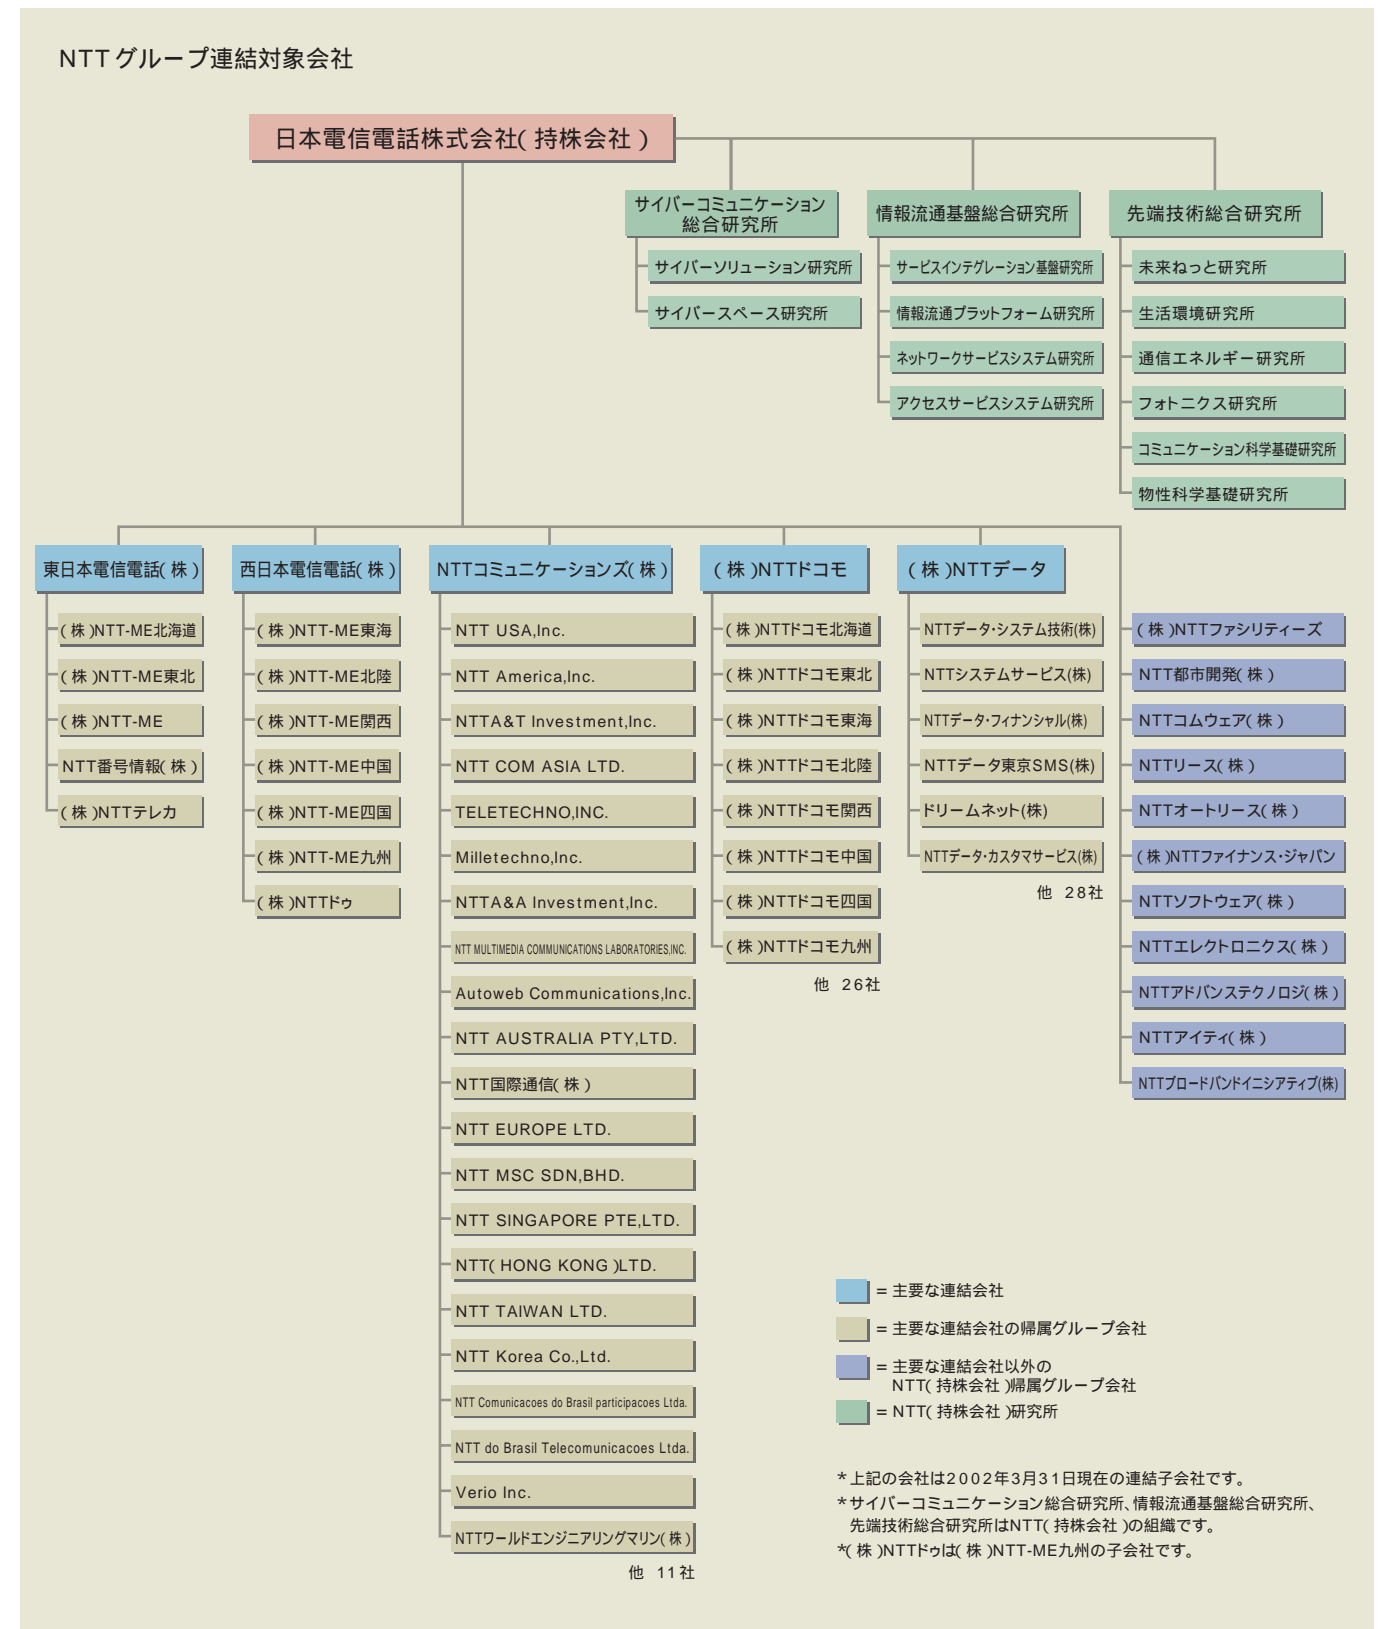 NTTグループ連結対象会社
日本電信電話株式会社(持株会社)
サイバーコミュニケーション
総合研究所
サイバーソリューション研究所
サイバースペース研究所
情報流通基盤総合研究所
サービスインテグレーション基盤研究所
情報流通プラットフォーム研究所
ネットワークサービスシステム研究所
アクセスサービスシステム研究所
先端技術総合研究所
未来ねっと研究所
生活環境研究所
通信エネルギー研究所
フォトニクス研究所
コミュニケーション科学基礎研究所
物性科学基礎研究所
東日本電信電話(株)
(株)NTT-ME北海道
(株)NTT-ME東北
(株)NTT-ME
NTT番号情報(株)
(株)NTTテレカ
西日本電信電話(株)
(株)NTT-ME東海
(株)NTT-ME北陸
(株)NTT-ME関西
(株)NTT-ME中国
(株)NTT-ME四国
(株)NTT-ME九州
(株)NTTドゥ
NTTコミュニケーションズ(株)
NTT USA,Inc.
NTT America,Inc.
NTTA&T Investment,Inc.
NTT COM ASIA LTD.
TELETECHNO,INC.
Milletechno,Inc.
NTTA&A Investment,Inc.
NTT MULTIMEDIA COMMUNICATIONS LABORATORIES,INC.
Autoweb Communications,Inc.
NTT AUSTRALIA PTY,LTD.
NTT国際通信(株)
NTT EUROPE LTD.
NTT MSC SDN,BHD.
NTT SINGAPORE PTE,LTD.
NTT(HONG KONG)LTD.
NTT TAIWAN LTD.
NTT Korea Co.,Ltd.
NTT Comunicacoes do Brasil participacoes Ltda.
NTT do Brasil Telecomunicacoes Ltda.
Verio Inc.
NTTワールドエンジニアリングマリン(株)
他 11社
(株)NTTドコモ
(株)NTTドコモ北海道
(株)NTTドコモ東北
(株)NTTドコモ東海
(株)NTTドコモ北陸
(株)NTTドコモ関西
(株)NTTドコモ中国
(株)NTTドコモ四国
(株)NTTドコモ九州
他 26社
(株)NTTデータ
NTTデータ・システム技術(株)
NTTシステムサービス(株)
NTTデータ・フィナンシャル(株)
NTTデータ東京SMS(株)
ドリームネット(株)
NTTデータ・カスタマサービス(株)
他 28社
(株)NTTファシリティーズ
NTT都市開発(株)
NTTコムウェア(株)
NTTリース(株)
NTTオートリース(株)
(株)NTTファイナンス・ジャパン
NTTソフトウェア(株)
NTTエレクトロニクス(株)
NTTアドバンステクノロジ(株)
NTTアイティ(株)
NTTブロードバンドイニシアティブ(株)
= 主要な連結会社
= 主要な連結会社の帰属グループ会社
= 主要な連結会社以外の
NTT(持株会社)帰属グループ会社
= NTT(持株会社)研究所
*上記の会社は2002年3月31日現在の連結子会社です。
*サイバーコミュニケーション総合研究所、情報流通基盤総合研究所、
先端技術総合研究所はNTT(持株会社)の組織です。
*(株)NTTドゥは(株)NTT-ME九州の子会社です。